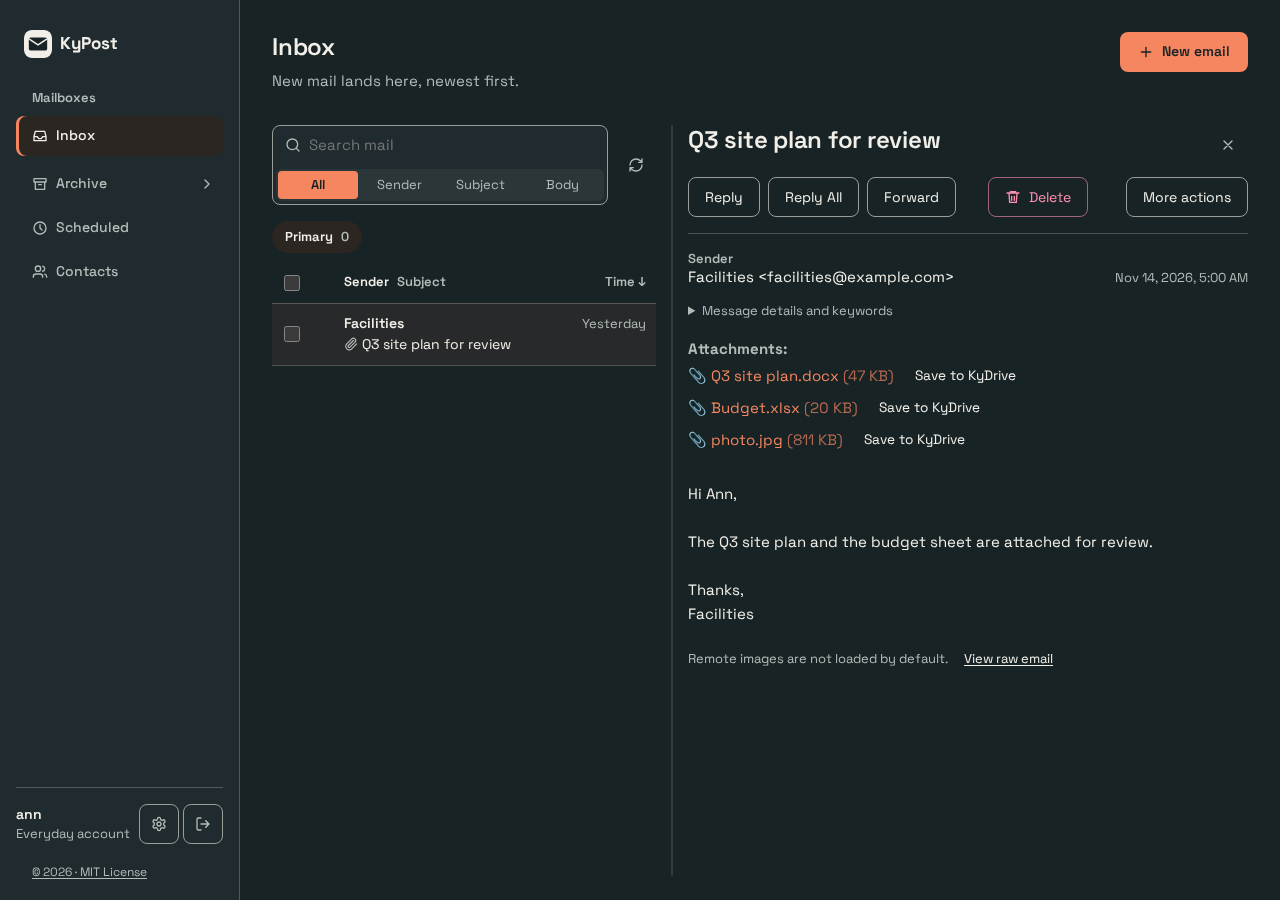 KyPost
Mailboxes
Inbox
Archive
Scheduled
Contacts
ann
Everyday account
© 2026 · MIT License
Inbox
New mail lands here, newest first.
New email
Search mail
All Sender Subject Body
Primary 0
Sender Subject Time ↓
Facilities Yesterday
Q3 site plan for review
Q3 site plan for review
Reply Reply All Forward Delete More actions
Sender
Facilities <facilities@example.com> Nov 14, 2026, 5:00 AM
Message details and keywords
Attachments:
Q3 site plan.docx (47 KB) Save to KyDrive
Budget.xlsx (20 KB) Save to KyDrive
photo.jpg (811 KB) Save to KyDrive
Hi Ann,
The Q3 site plan and the budget sheet are attached for review.
Thanks,
Facilities
Remote images are not loaded by default. View raw email